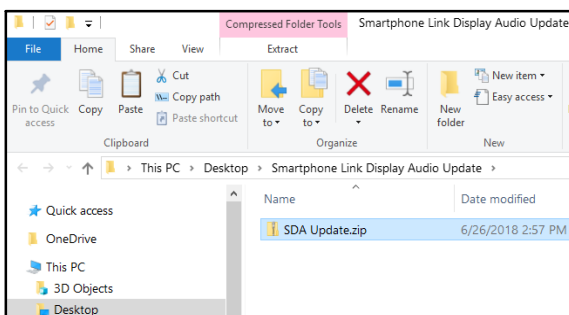 Compressed Folder Tools Smartphone Link Display Audio Update
File Home Share View Extract
Pin to Quick access
Copy
Paste
Cut
Copy path
Paste shortcut
Move to
Copy to
Delete
Rename
New folder
New item
Easy access
Clipboard Organize New
This PC > Desktop > Smartphone Link Display Audio Update >
Name Date modified
Quick access
SDA Update.zip 6/26/2018 2:57 PM
OneDrive
This PC
3D Objects
Desktop